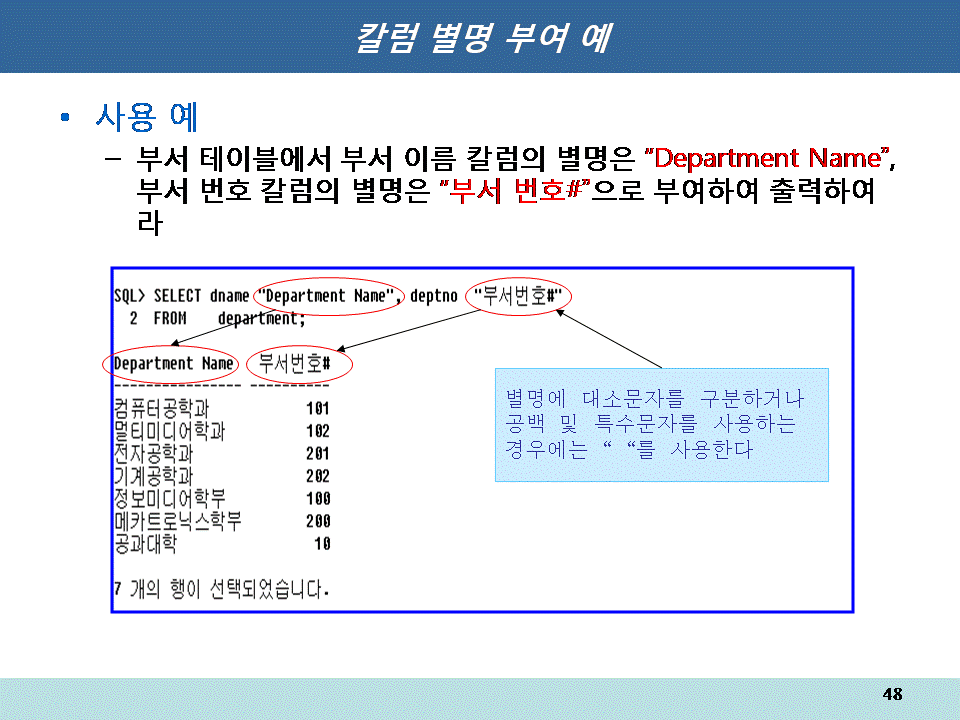 칼럼 별명 부여 예
• 사용 예
– 부서 테이블에서 부서 이름 칼럼의 별명은 “Department Name”,
부서 번호 칼럼의 별명은 “부서 번호#”으로 부여하여 출력하여
라
SQL> SELECT dname "Department Name", deptno "부서번호#"
2 FROM department;
Department Name 부서번호#
---------------- ----------
컴퓨터공학과 101
멀티미디어학과 102
전자공학과 201
기계공학과 202
정보미디어학부 100
메카트로닉스학부 200
공과대학 10
7 개의 행이 선택되었습니다.
별명에 대소문자를 구분하거나
공백 및 특수문자를 사용하는
경우에는 “ “를 사용한다
48